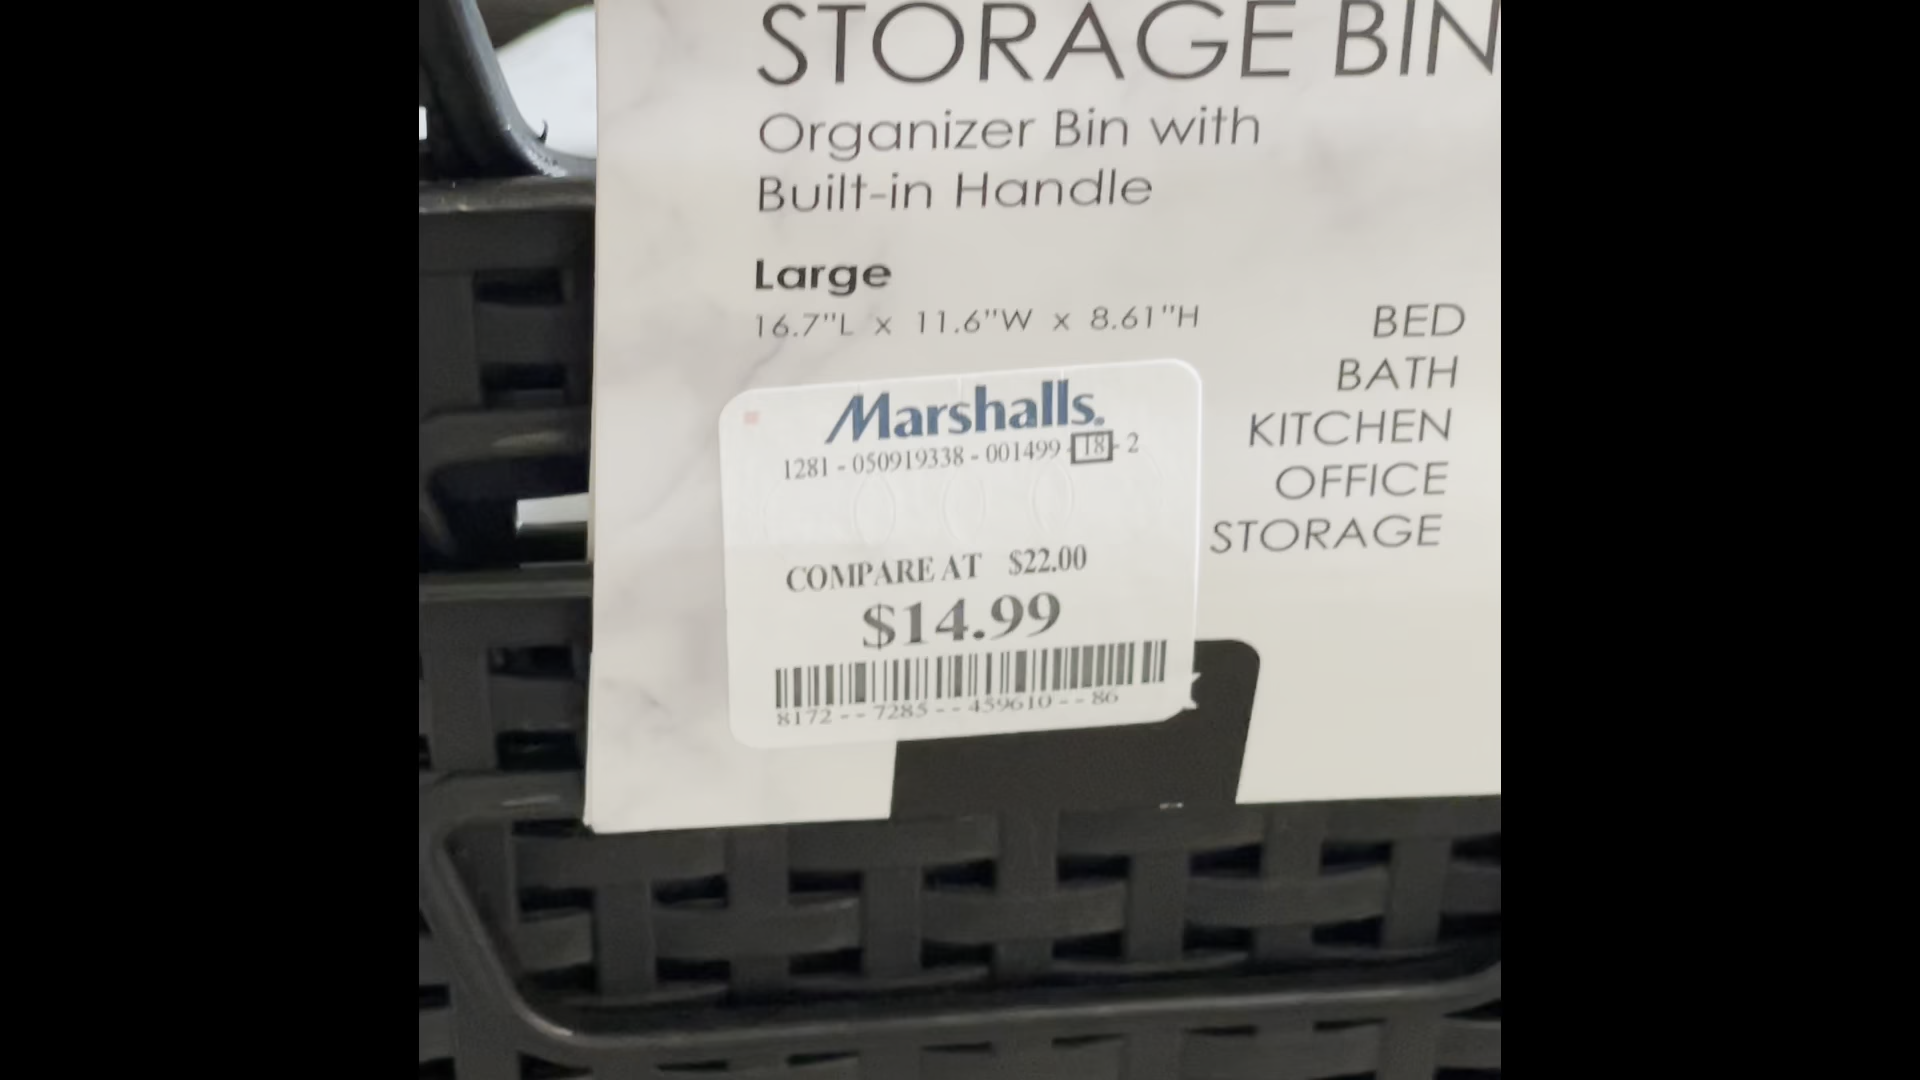 STORAGE BIN
Organizer Bin with
Built-in Handle
Large
16.7"L x 11.6"W x 8.61"H
BED
BATH
KITCHEN
OFFICE
STORAGE
Marshalls.
1281 - 050919338 - 001499 - 18 - 2
COMPARE AT $22.00
$14.99
8172 - - 7285 - - 459610 - - 86